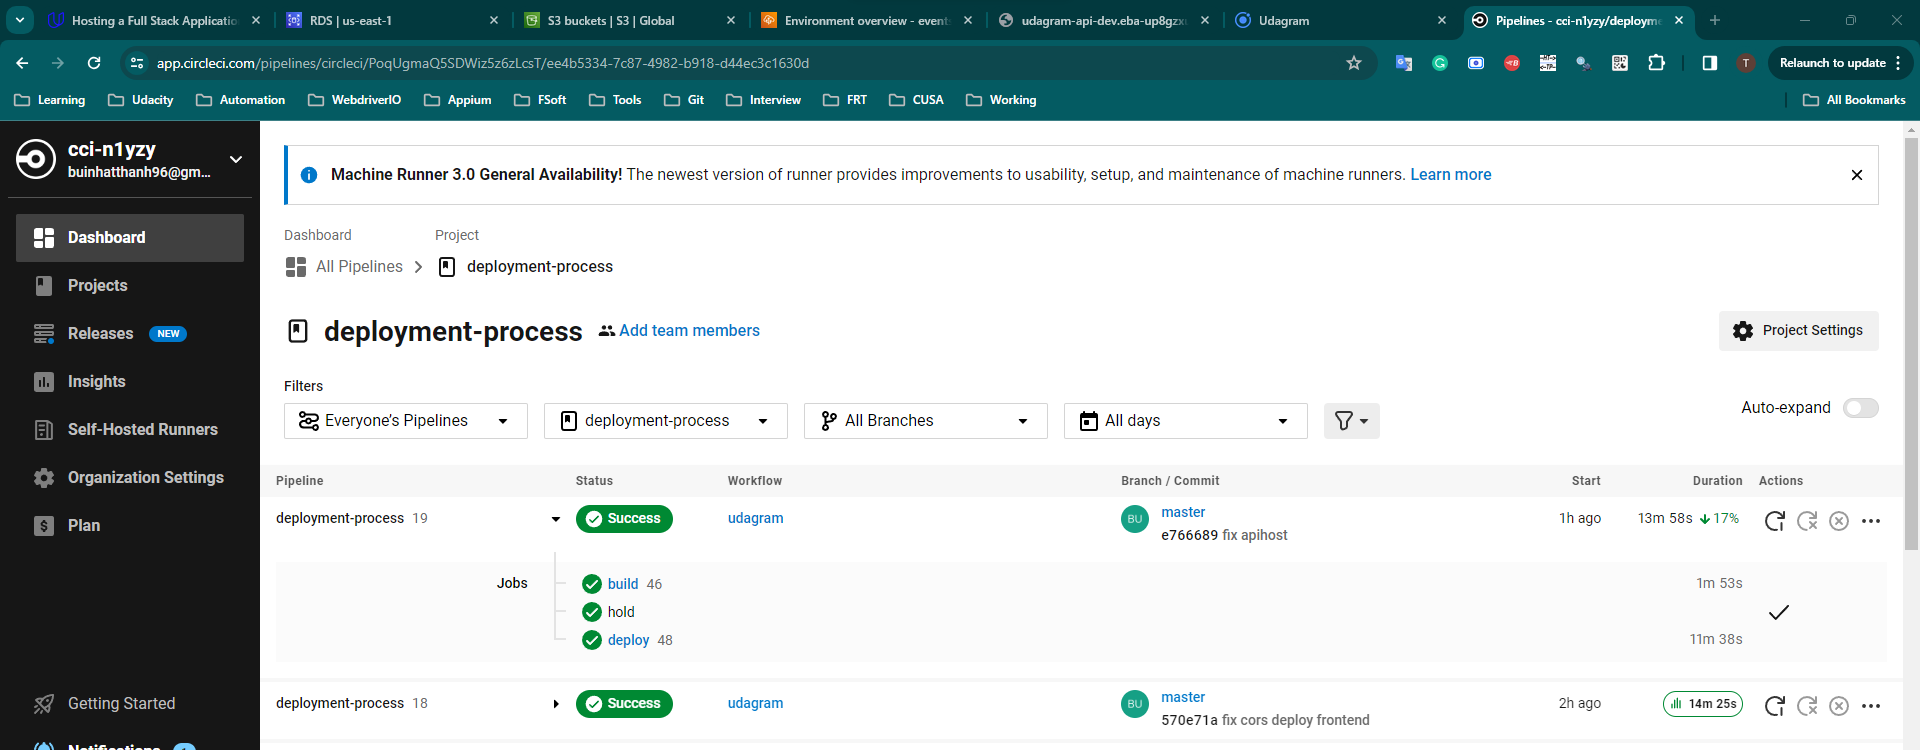 Hosting a Full Stack Applicatio
RDS | us-east-1
S3 buckets | S3 | Global
Environment overview - events
udagram-api-dev.eba-up8gzx
Udagram
Pipelines - cci-n1yzy/deployme
app.circleci.com/pipelines/circleci/PoqUgmaQ5SDWiz5z6zLcsT/ee4b5334-7c87-4982-b918-d44ec3c1630d
T
Relaunch to update
Learning
Udacity
Automation
WebdriverIO
Appium
FSoft
Tools
Git
Interview
FRT
CUSA
Working
All Bookmarks
cci-n1yzy
buinhatthanh96@gm...
Dashboard
Projects
Releases NEW
Insights
Self-Hosted Runners
Organization Settings
Plan
Getting Started
Notifications
Machine Runner 3.0 General Availability! The newest version of runner provides improvements to usability, setup, and maintenance of machine runners. Learn more
Dashboard Project
All Pipelines deployment-process
deployment-process Add team members
Project Settings
Filters
Everyone's Pipelines
deployment-process
All Branches
All days
Auto-expand
Pipeline Status Workflow Branch / Commit Start Duration Actions
deployment-process 19 Success udagram BU master 1h ago 13m 58s 17%
e766689 fix apihost
Jobs build 46 1m 53s
hold
deploy 48 11m 38s
deployment-process 18 Success udagram BU master 2h ago 14m 25s
570e71a fix cors deploy frontend